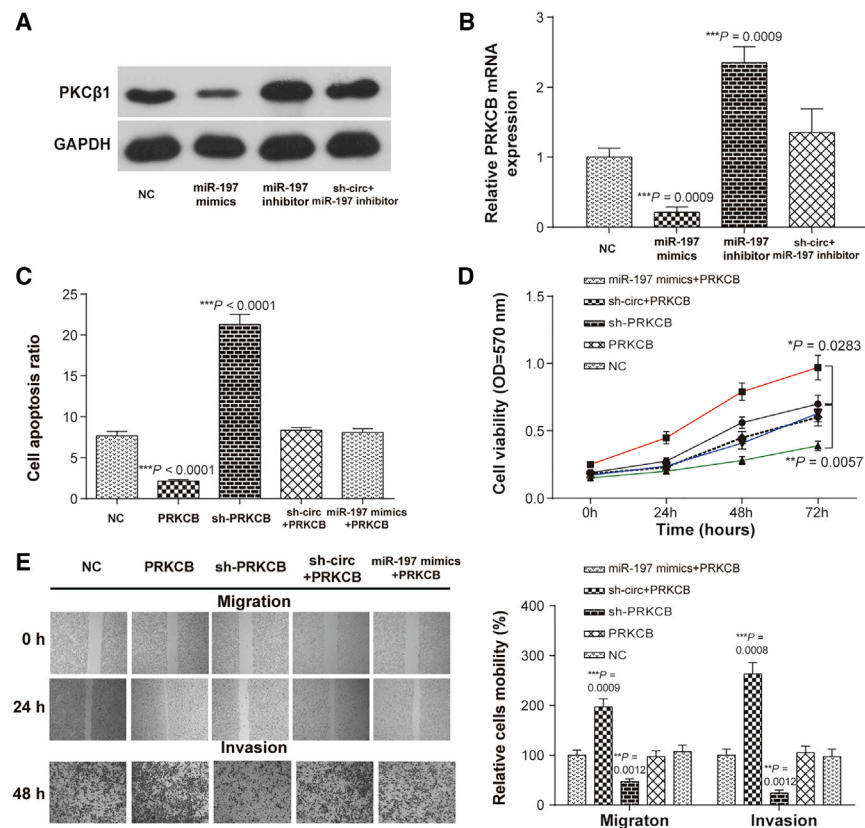 A
PKCβ1
GAPDH
NC
miR-197 mimics
miR-197 inhibitor
sh-circ+ miR-197 inhibitor
B
Relative PRKCB mRNA expression
3
2
1
0
***P = 0.0009
***P = 0.0009
NC
miR-197 mimics
miR-197 inhibitor
sh-circ+ miR-197 inhibitor
C
Cell apoptosis ratio
25
20
15
10
5
0
***P < 0.0001
***P < 0.0001
NC
PRKCB
sh-PRKCB
sh-circ +PRKCB
miR-197 mimics +PRKCB
D
miR-197 mimics+PRKCB
sh-circ+PRKCB
sh-PRKCB
PRKCB
NC
Cell viability (OD=570 nm)
1.5
1.0
0.5
0.0
*P = 0.0283
**P = 0.0057
0h
24h
48h
72h
Time (hours)
E
NC
PRKCB
sh-PRKCB
sh-circ +PRKCB
miR-197 mimics +PRKCB
Migration
0 h
24 h
Invasion
48 h
miR-197 mimics+PRKCB
sh-circ+PRKCB
sh-PRKCB
PRKCB
NC
Relative cells mobility (%)
400
300
200
100
0
***P = 0.0009
**P = 0.0012
***P = 0.0008
**P = 0.0012
Migraton
Invasion